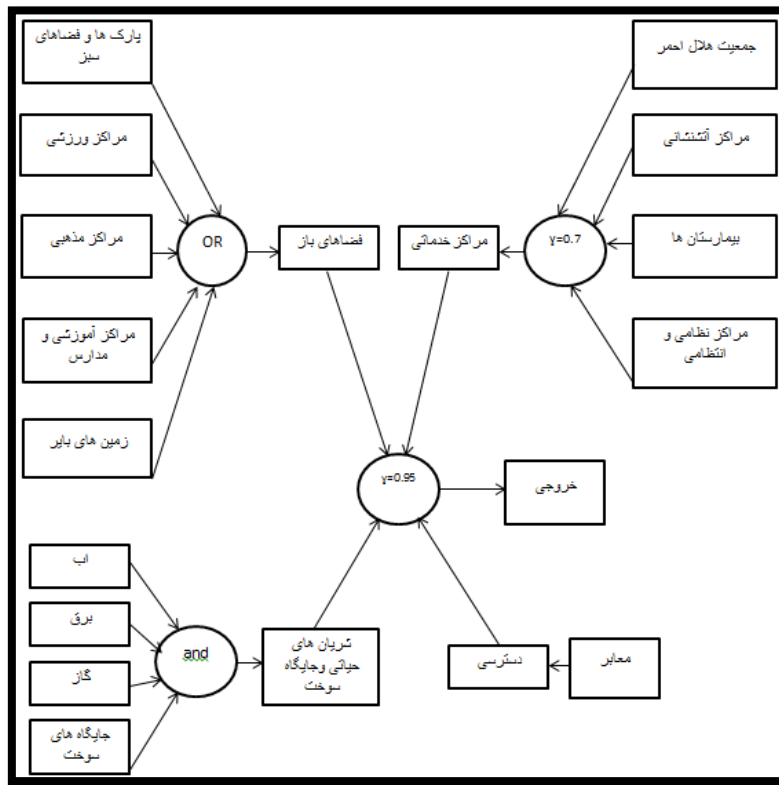 پارک ها و فضاهای
سبز
جمعیت هلال احمر
مراکز ورزشی
مراکز آتشنشانی
مراکز مذهبی
OR
فضاهای باز
مراکز خدماتی
γ=0.7
بیمارستان ها
مراکز آموزشی و
مدارس
مراکز نظامی و
انتظامی
زمین های بایر
γ=0.95
خروجی
اب
برق
گاز
جایگاه های
سوخت
and
شریان های
حیاتی وجایگاه
سوخت
دسترسی
معابر